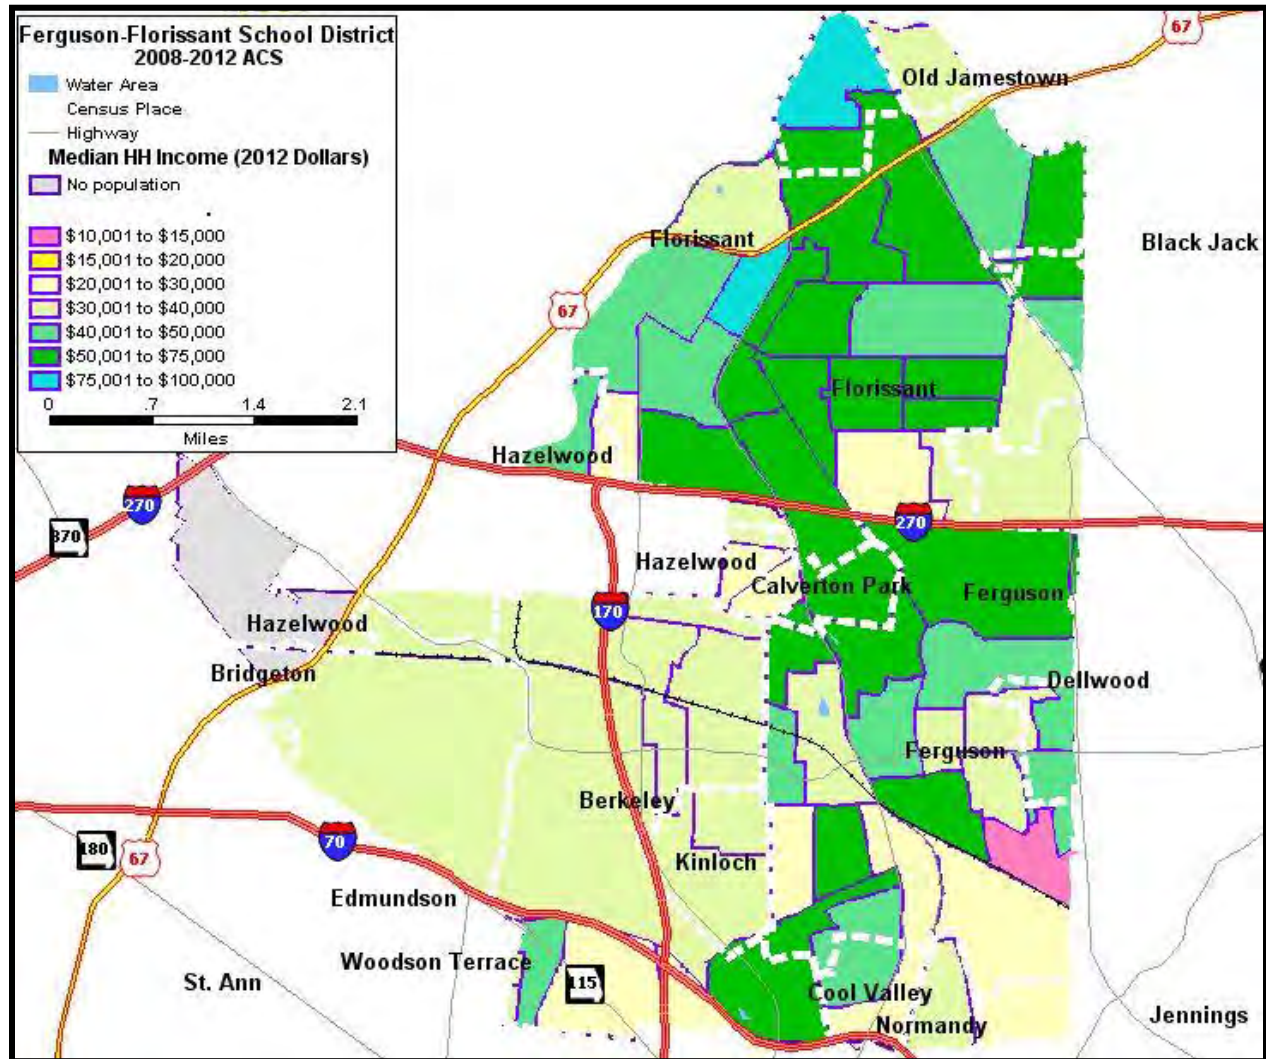 Ferguson-Florissant School District
2008-2012 ACS
Water Area
Census Place
Highway
Median HH Income (2012 Dollars)
No population
$10,001 to $15,000
$15,001 to $20,000
$20,001 to $30,000
$30,001 to $40,000
$40,001 to $50,000
$50,001 to $75,000
$75,001 to $100,000
0 .7 1.4 2.1
Miles
67
Old Jamestown
Florissant
Black Jack
67
Florissant
Hazelwood
270
370
270
Hazelwood
Calverton Park
Ferguson
170
Hazelwood
Bridgeton
Dellwood
Ferguson
Berkeley
70
180
67
Kinloch
Edmundson
Woodson Terrace
St. Ann
115
Cool Valley
Normandy
Jennings